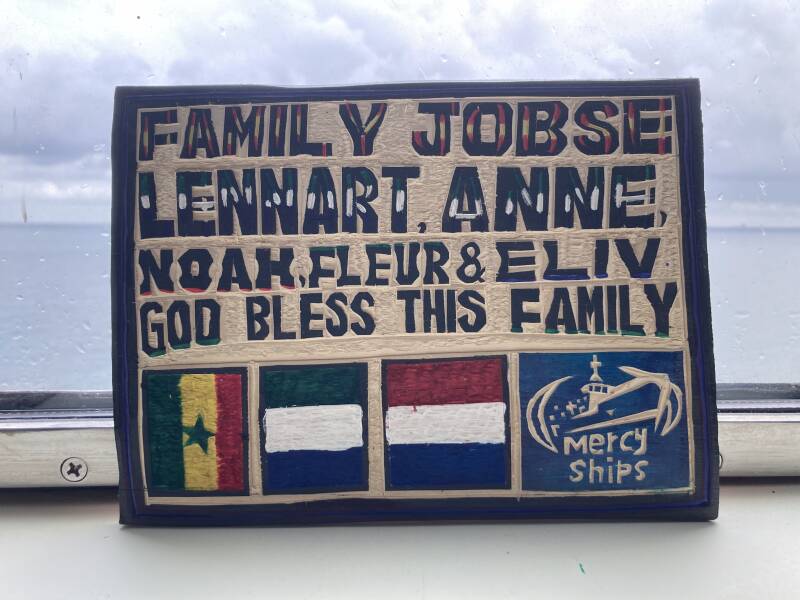 FAMILY JOBSE
LENNART, ANNE,
NOAH, FLEUR & ELIV
GOD BLESS THIS FAMILY
Mercy
Ships